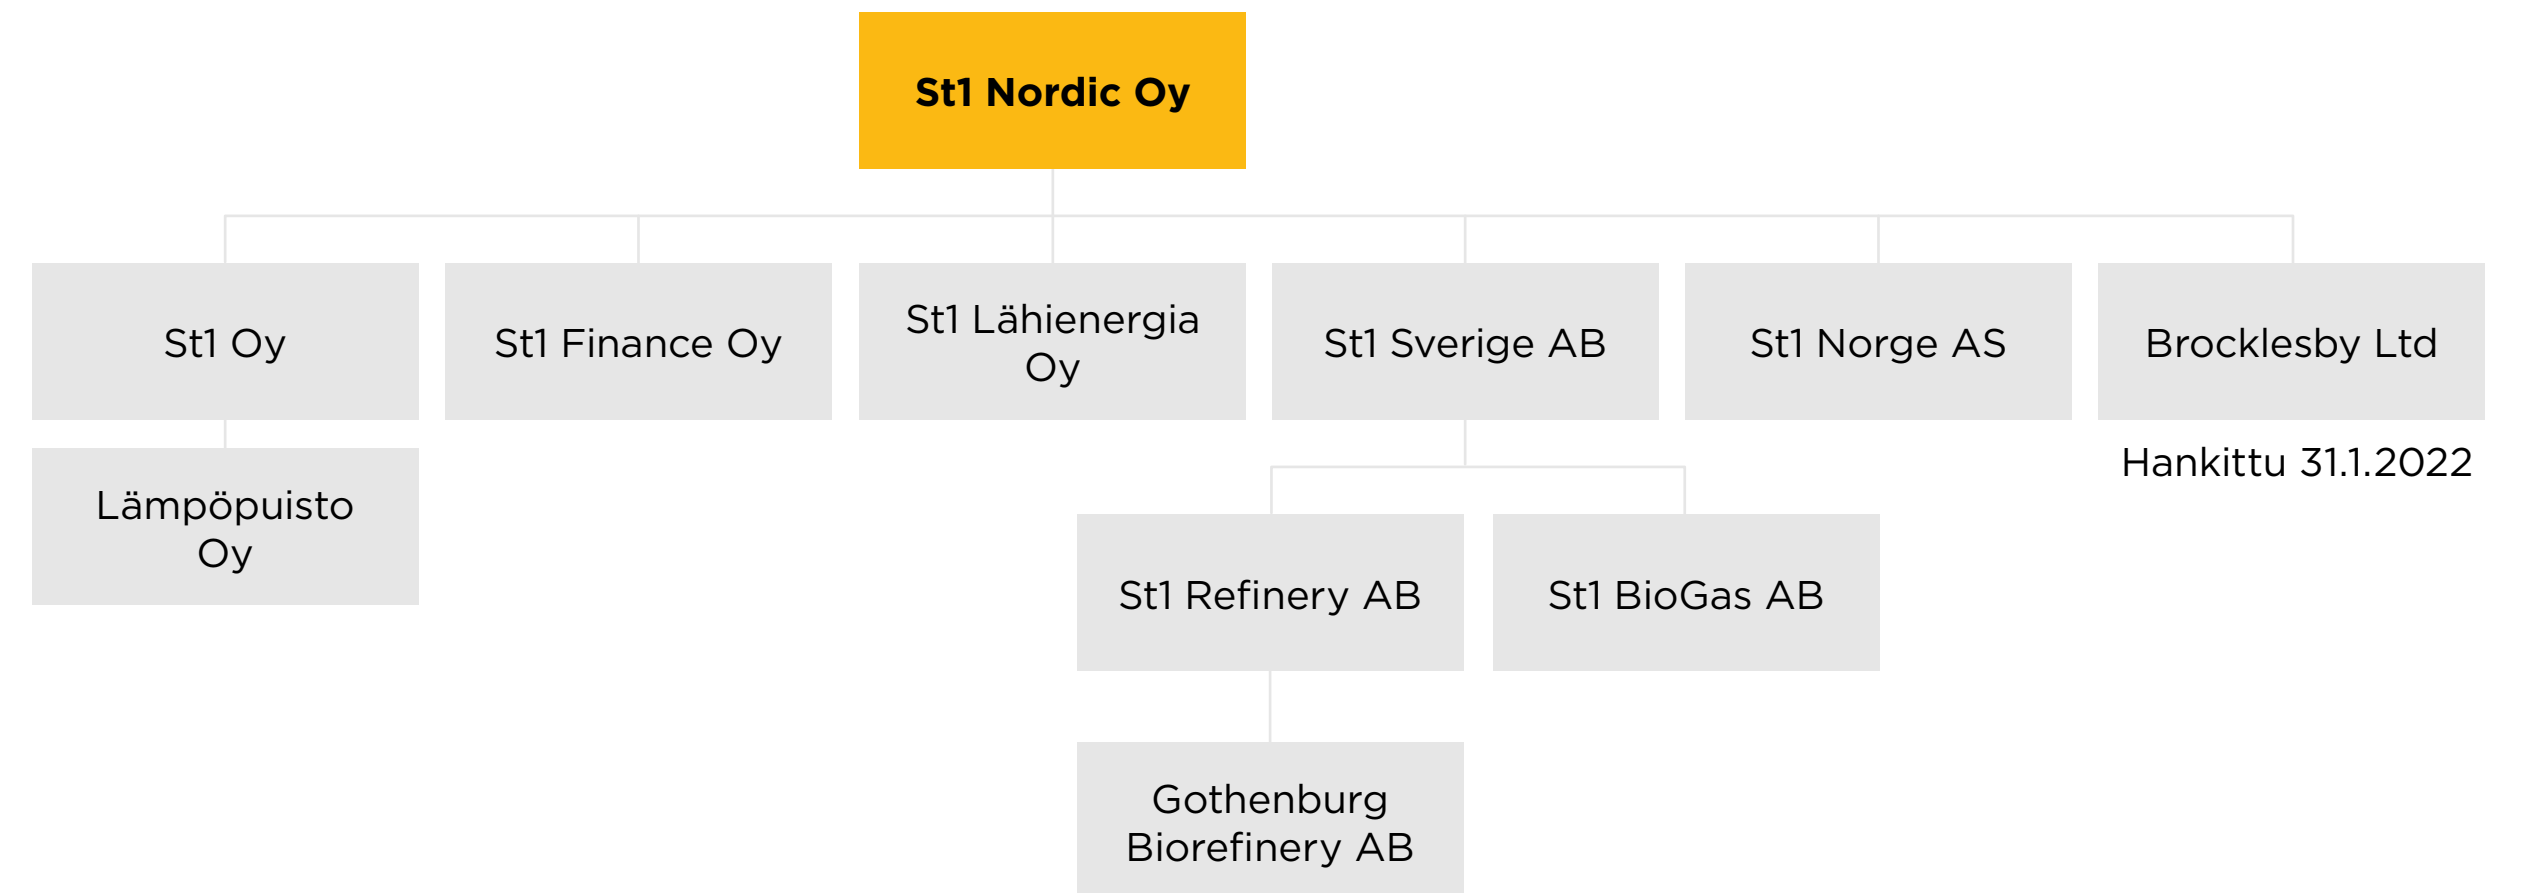 St1 Nordic Oy
St1 Oy
St1 Finance Oy
St1 Lähienergia
Oy
St1 Sverige AB
St1 Norge AS
Brocklesby Ltd
Hankittu 31.1.2022
Lämpöpuisto
Oy
St1 Refinery AB
St1 BioGas AB
Gothenburg
Biorefinery AB